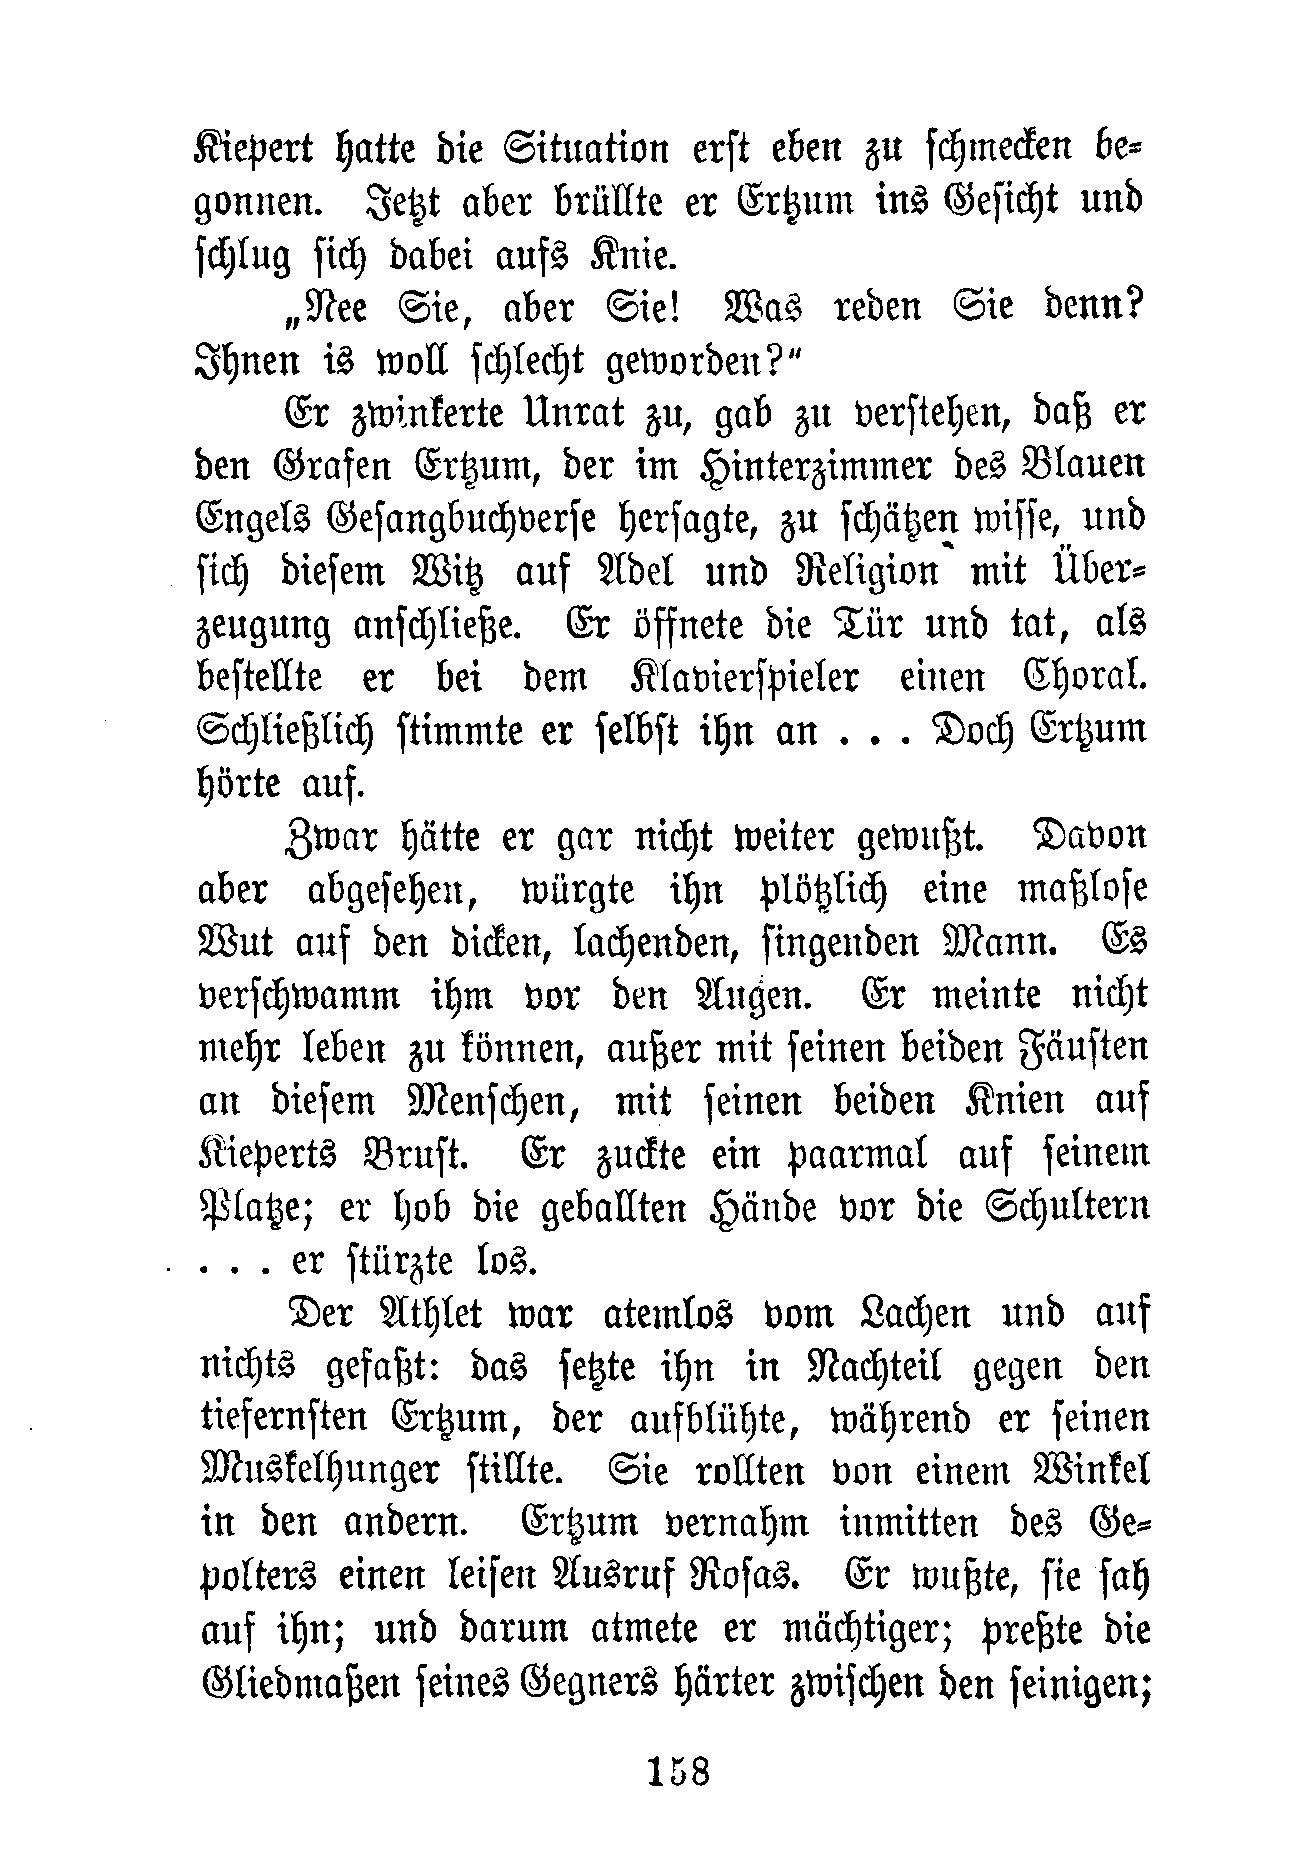 Kiepert hatte die Situation erst eben zu schmecken be-
gonnen. Jetzt aber brüllte er Ertzum ins Gesicht und
schlug sich dabei aufs Knie.
„Nee Sie, aber Sie! Was reden Sie denn?
Ihnen is woll schlecht geworden?“
Er zwinkerte Unrat zu, gab zu verstehen, daß er
den Grafen Ertzum, der im Hinterzimmer des Blauen
Engels Gesangbuchverse hersagte, zu schätzen wisse, und
sich diesem Witz auf Adel und Religion mit Über-
zeugung anschließe. Er öffnete die Tür und tat, als
bestellte er bei dem Klavierspieler einen Choral.
Schließlich stimmte er selbst ihn an . . . Doch Ertzum
hörte auf.
Zwar hätte er gar nicht weiter gewußt. Davon
aber abgesehen, würgte ihn plötzlich eine maßlose
Wut auf den dicken, lachenden, singenden Mann. Es
verschwamm ihm vor den Augen. Er meinte nicht
mehr leben zu können, außer mit seinen beiden Fäusten
an diesem Menschen, mit seinen beiden Knien auf
Kieperts Brust. Er zuckte ein paarmal auf seinem
Platze; er hob die geballten Hände vor die Schultern
. . . er stürzte los.
Der Athlet war atemlos vom Lachen und auf
nichts gefaßt: das setzte ihn in Nachteil gegen den
tiefernsten Ertzum, der aufblühte, während er seinen
Muskelhunger stillte. Sie rollten von einem Winkel
in den andern. Ertzum vernahm inmitten des Ge-
polters einen leisen Ausruf Rosas. Er wußte, sie sah
auf ihn; und darum atmete er mächtiger; preßte die
Gliedmaßen seines Gegners härter zwischen den seinigen;
158